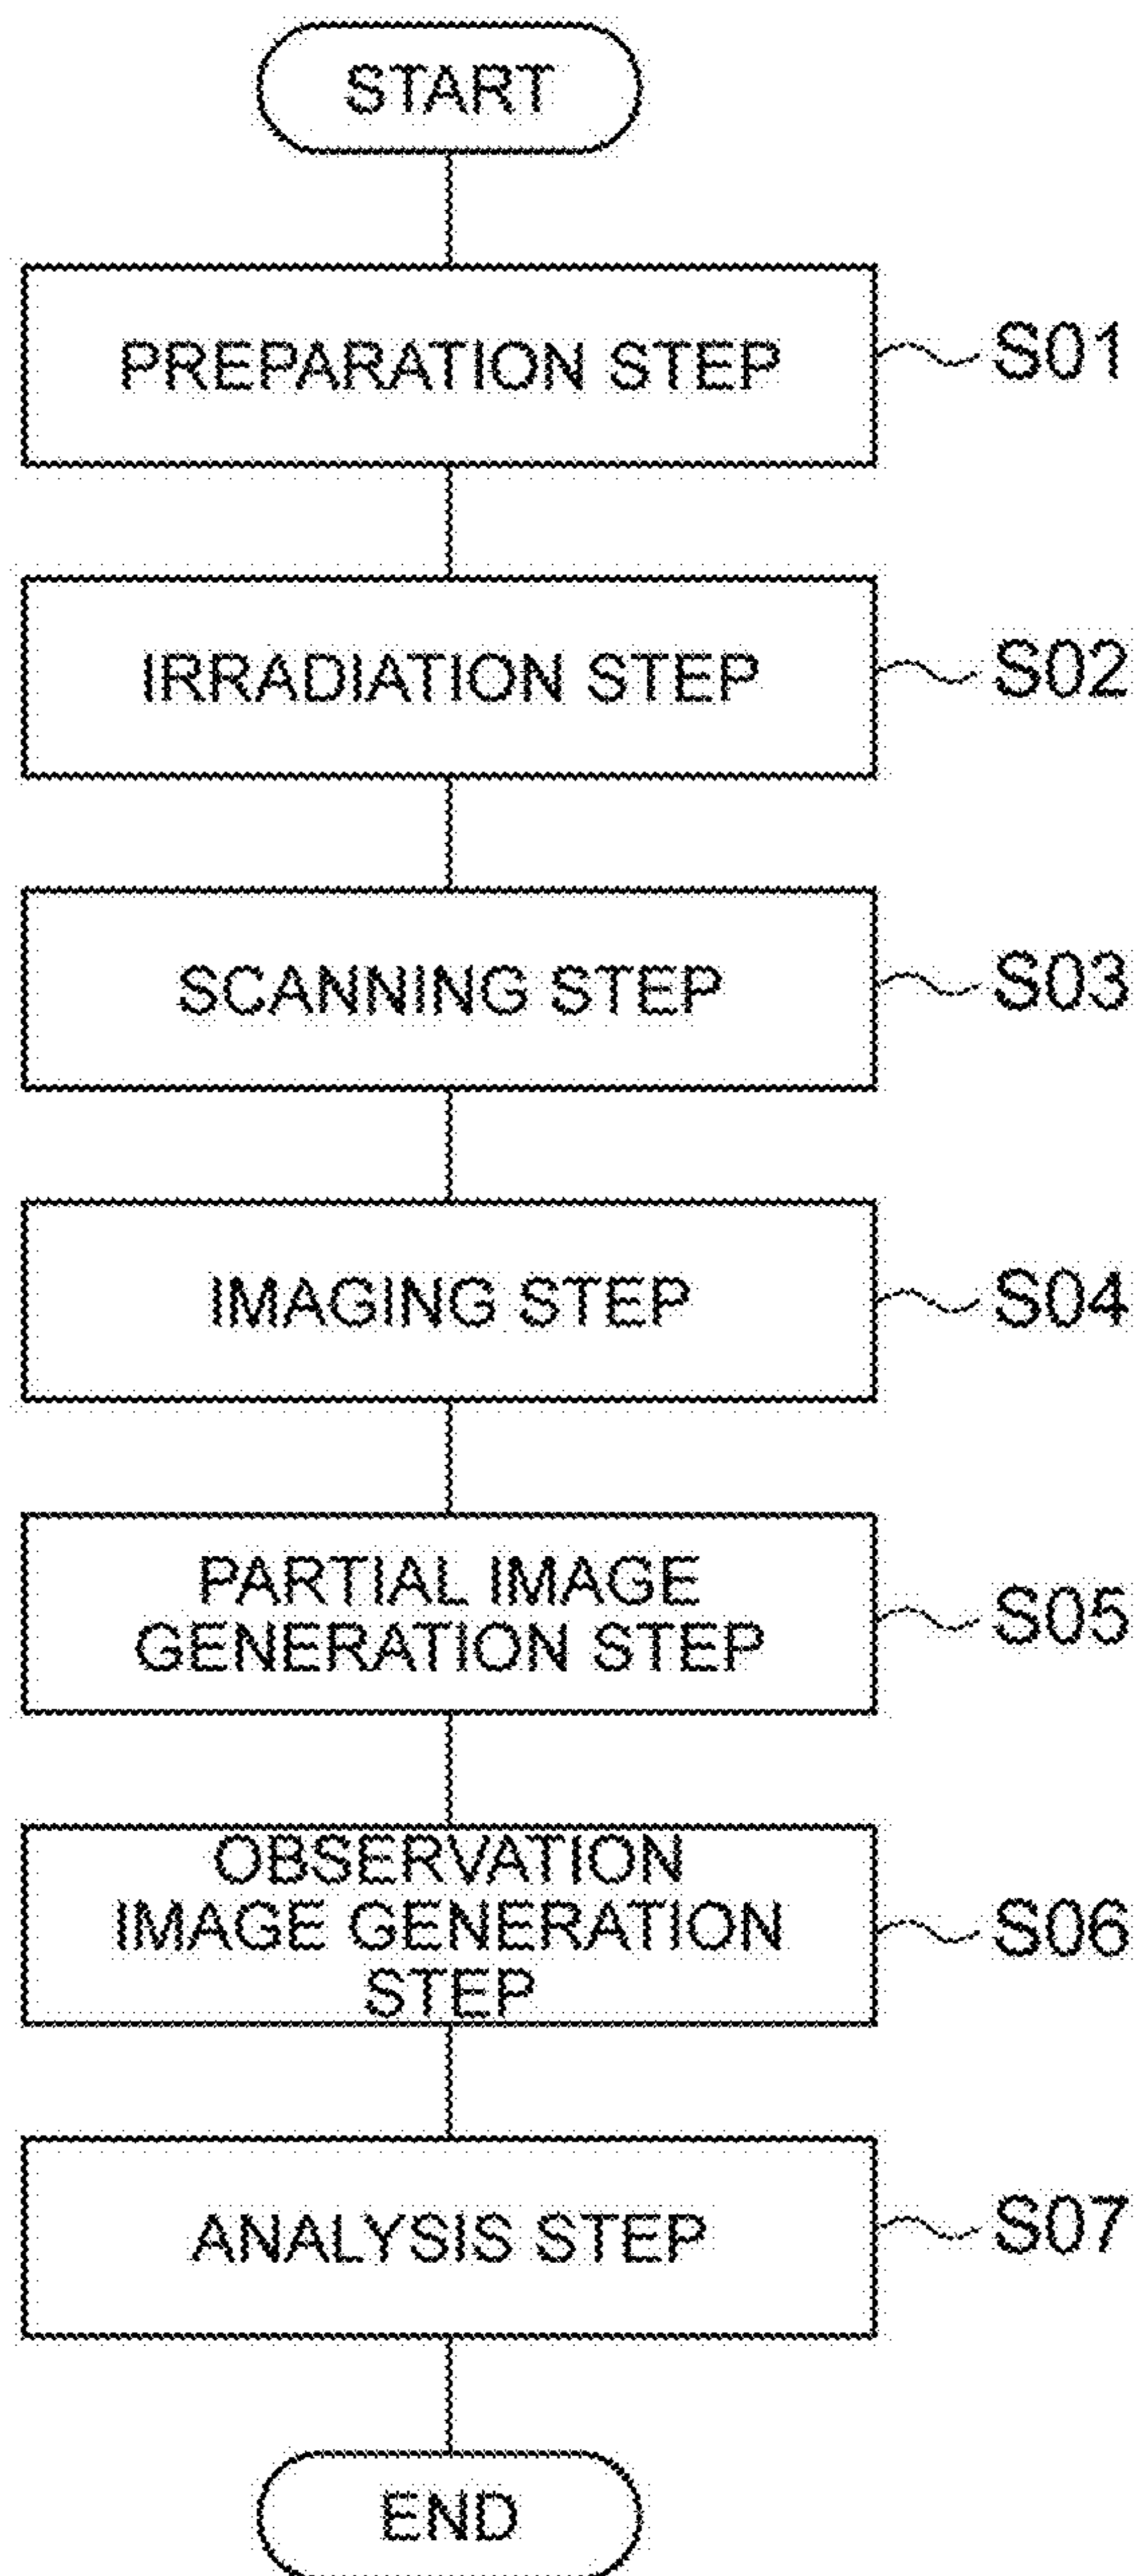 START
PREPARATION STEP
S01
IRRADIATION STEP
S02
SCANNING STEP
S03
IMAGING STEP
S04
PARTIAL IMAGE
GENERATION STEP
S05
OBSERVATION
IMAGE GENERATION
STEP
S06
ANALYSIS STEP
S07
END